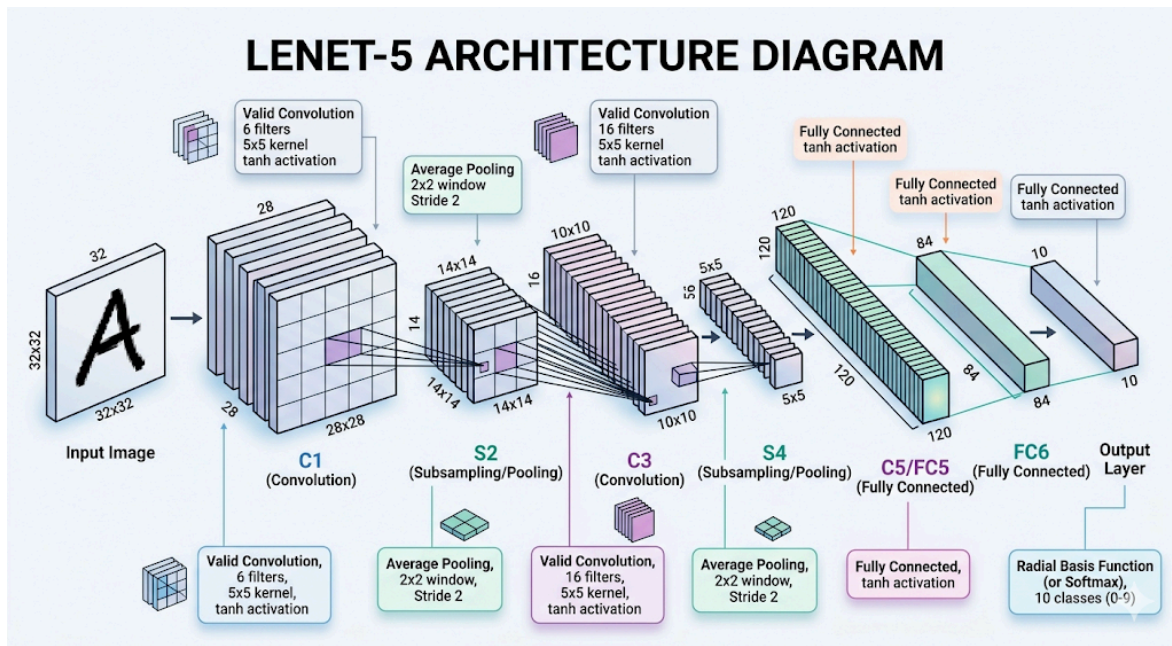 LENET-5 ARCHITECTURE DIAGRAM
Valid Convolution
6 filters
5x5 kernel
tanh activation
Average Pooling
2x2 window
Stride 2
Valid Convolution
16 filters
5x5 kernel
tanh activation
Fully Connected
tanh activation
Fully Connected
tanh activation
Fully Connected
tanh activation
32
32x32
32x32
28
28
28x28
14x14
14
14x14
14x14
10x10
16
10x10
5x5
56
5x5
120
120
120
120
84
84
84
10
10
A
Input Image
C1
(Convolution)
S2
(Subsampling/Pooling)
C3
(Convolution)
S4
(Subsampling/Pooling)
C5/FC5
(Fully Connected)
FC6
(Fully Connected)
Output
Layer
Valid Convolution,
6 filters,
5x5 kernel,
tanh activation
Average Pooling,
2x2 window,
Stride 2
Valid Convolution,
16 filters,
5x5 kernel,
tanh activation
Average Pooling,
2x2 window,
Stride 2
Fully Connected,
tanh activation
Radial Basis Function
(or Softmax),
10 classes (0-9)